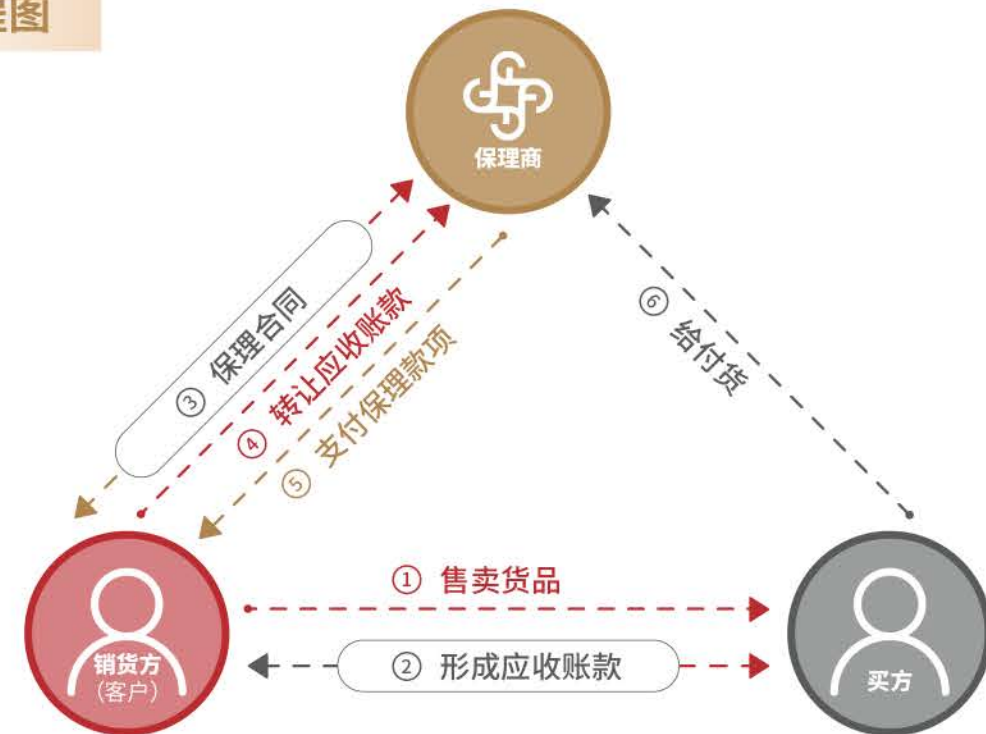 程图
保理商
③ 保理合同
④ 转让应收账款
⑤ 支付保理款项
⑥ 给付货
① 售卖货品
② 形成应收账款
销货方
(客户)
买方